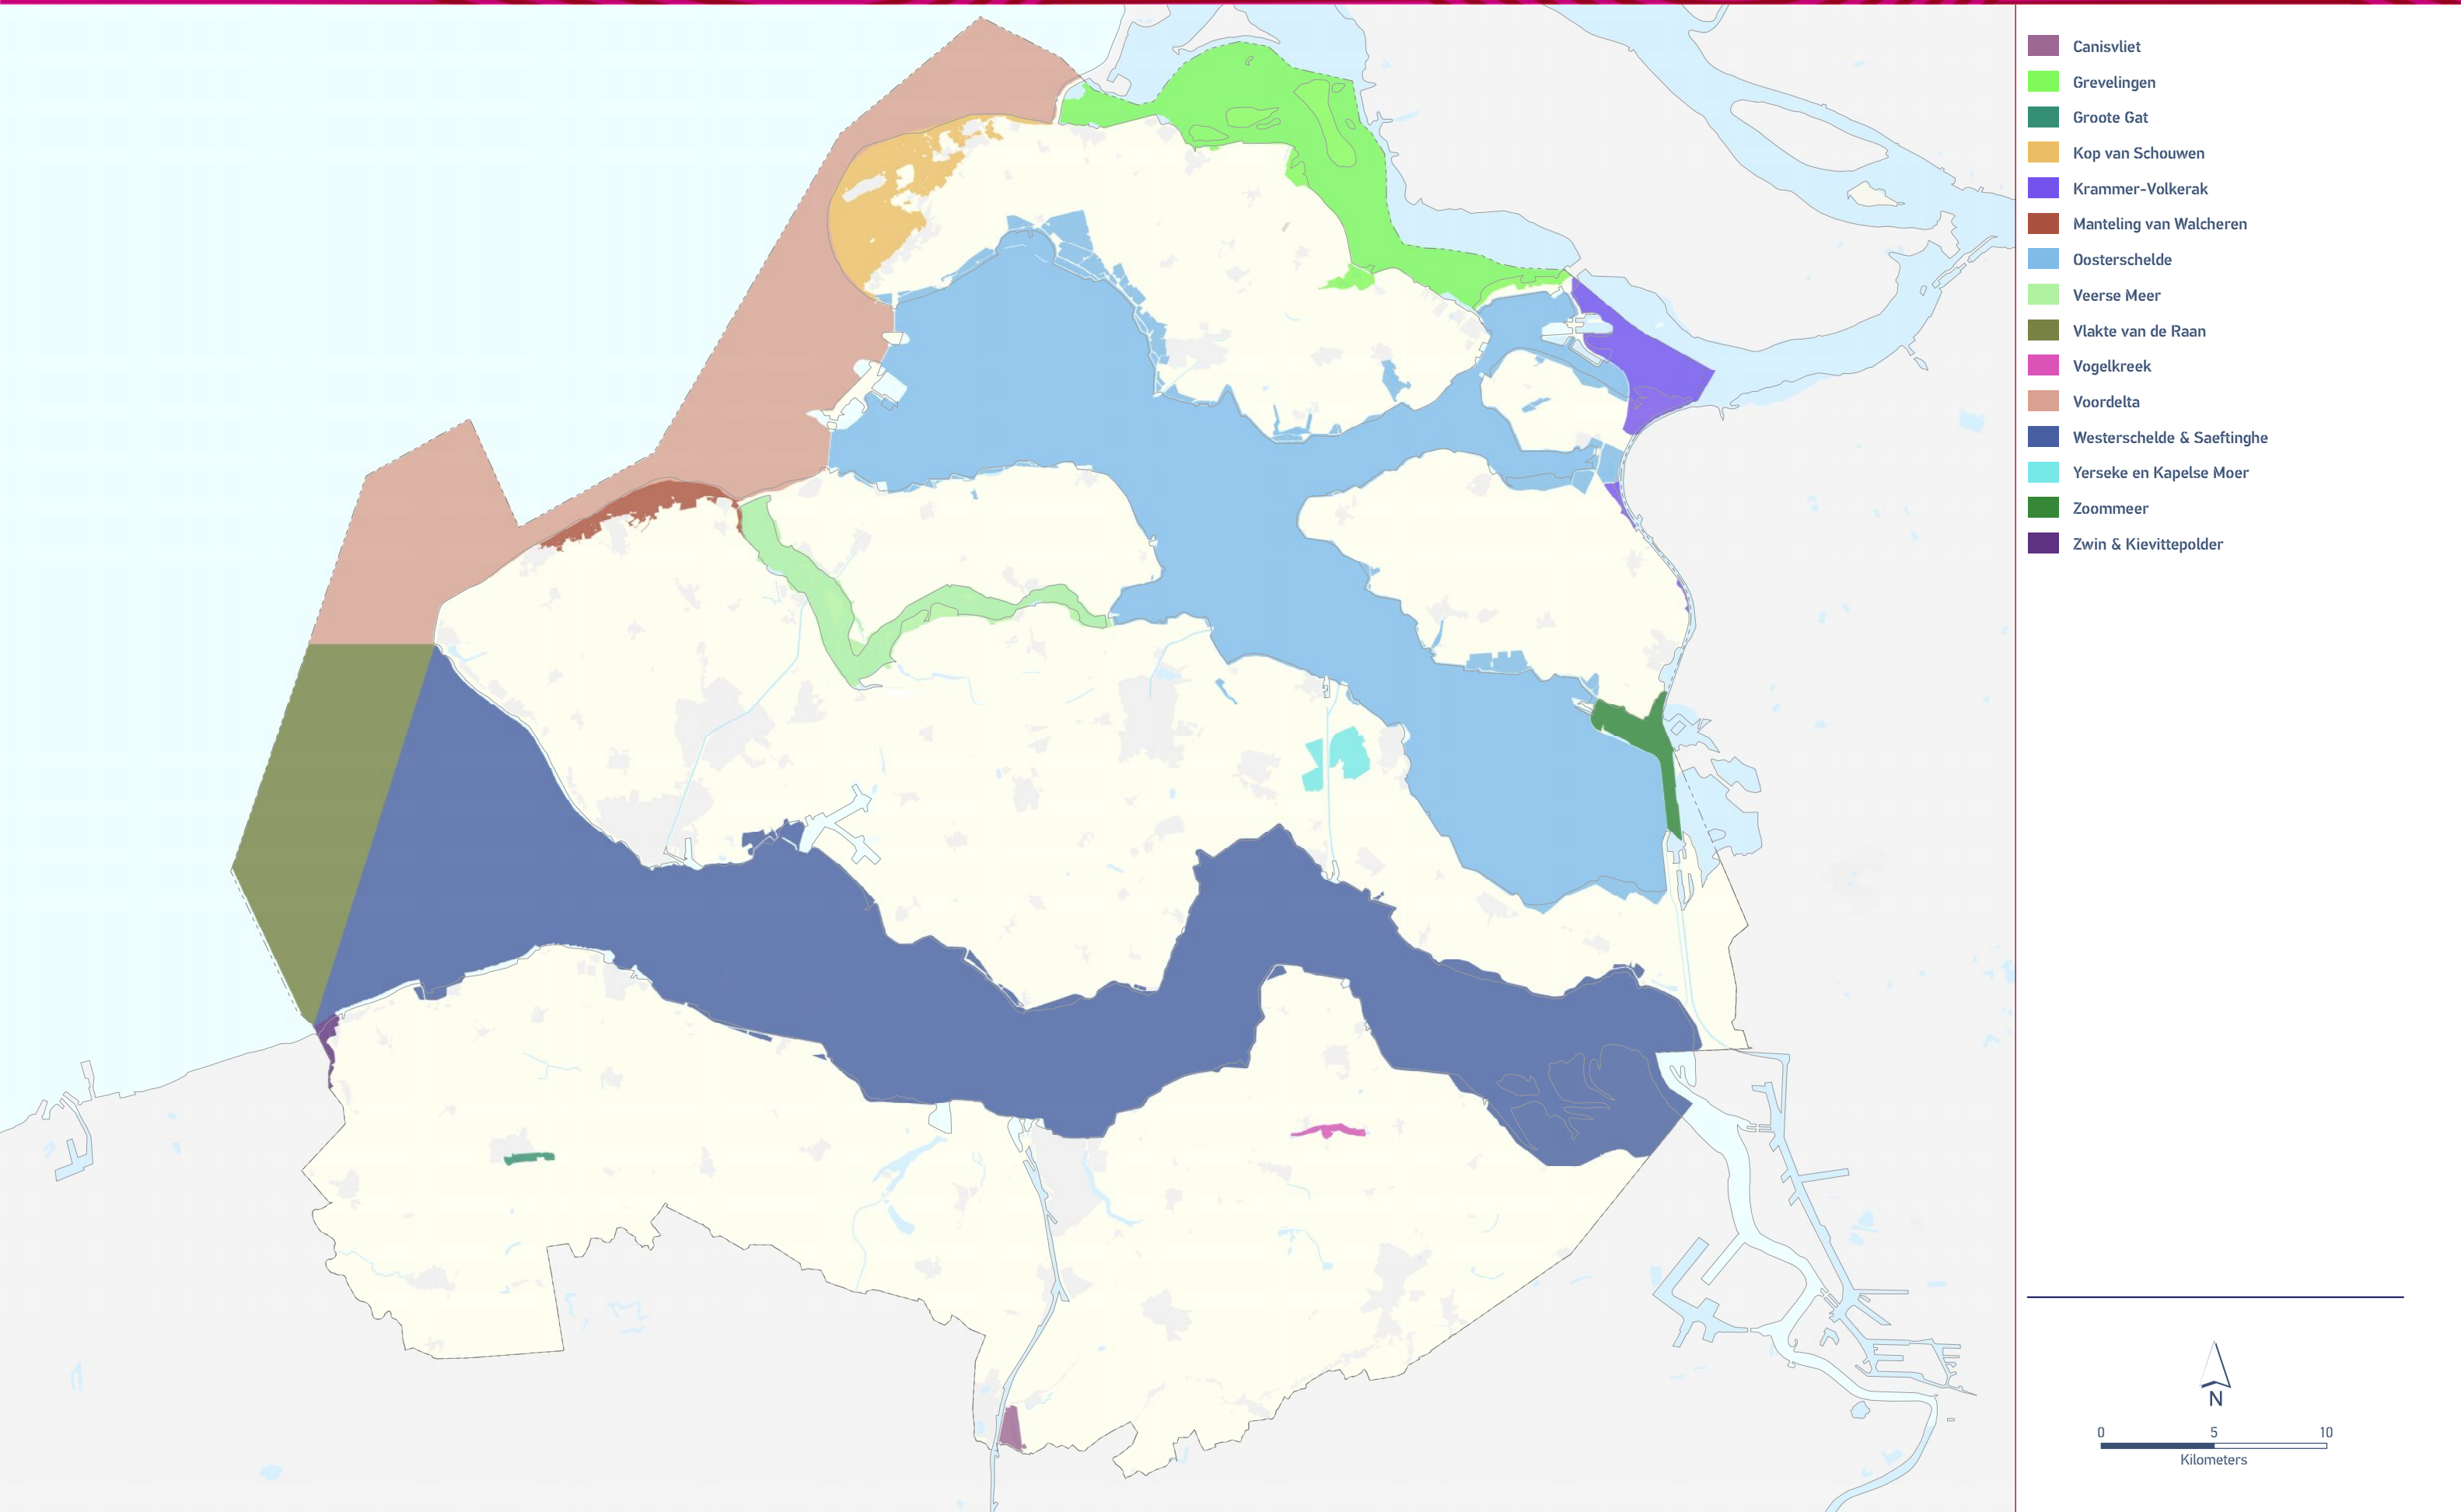 Canisvliet
Grevelingen
Groote Gat
Kop van Schouwen
Krammer-Volkerak
Manteling van Walcheren
Oosterschelde
Veerse Meer
Vlakte van de Raan
Vogelkreek
Voordelta
Westerschelde & Saeftinghe
Yerseke en Kapelse Moer
Zoommeer
Zwin & Kievittepolder
N
0 5 10
Kilometers